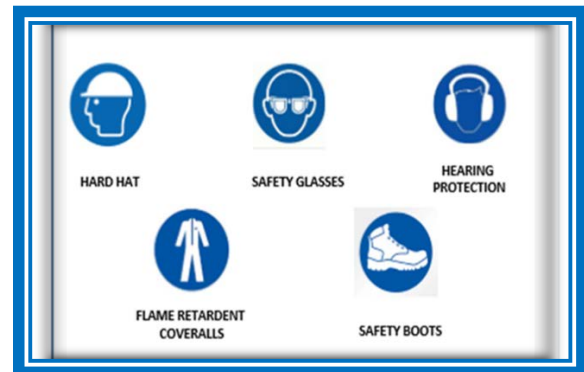 HARD HAT
SAFETY GLASSES
HEARING
PROTECTION
FLAME RETARDENT
COVERALLS
SAFETY BOOTS